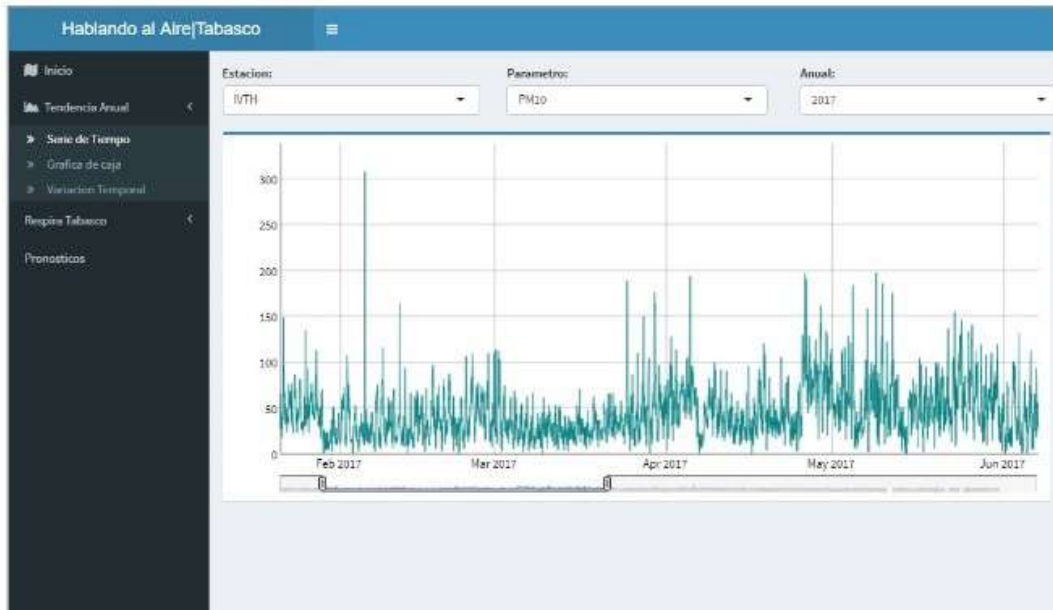 Hablando al Aire|Tabasco
Inicio
Tendencia Anual
Serie de Tiempo
Grafica de caja
Variacion Temporal
Respira Tabasco
Pronosticos
Estacion:
Parametro:
Anual:
IVTH
PM10
2017
300
250
200
150
100
50
0
Feb 2017
Mar 2017
Apr 2017
May 2017
Jun 2017